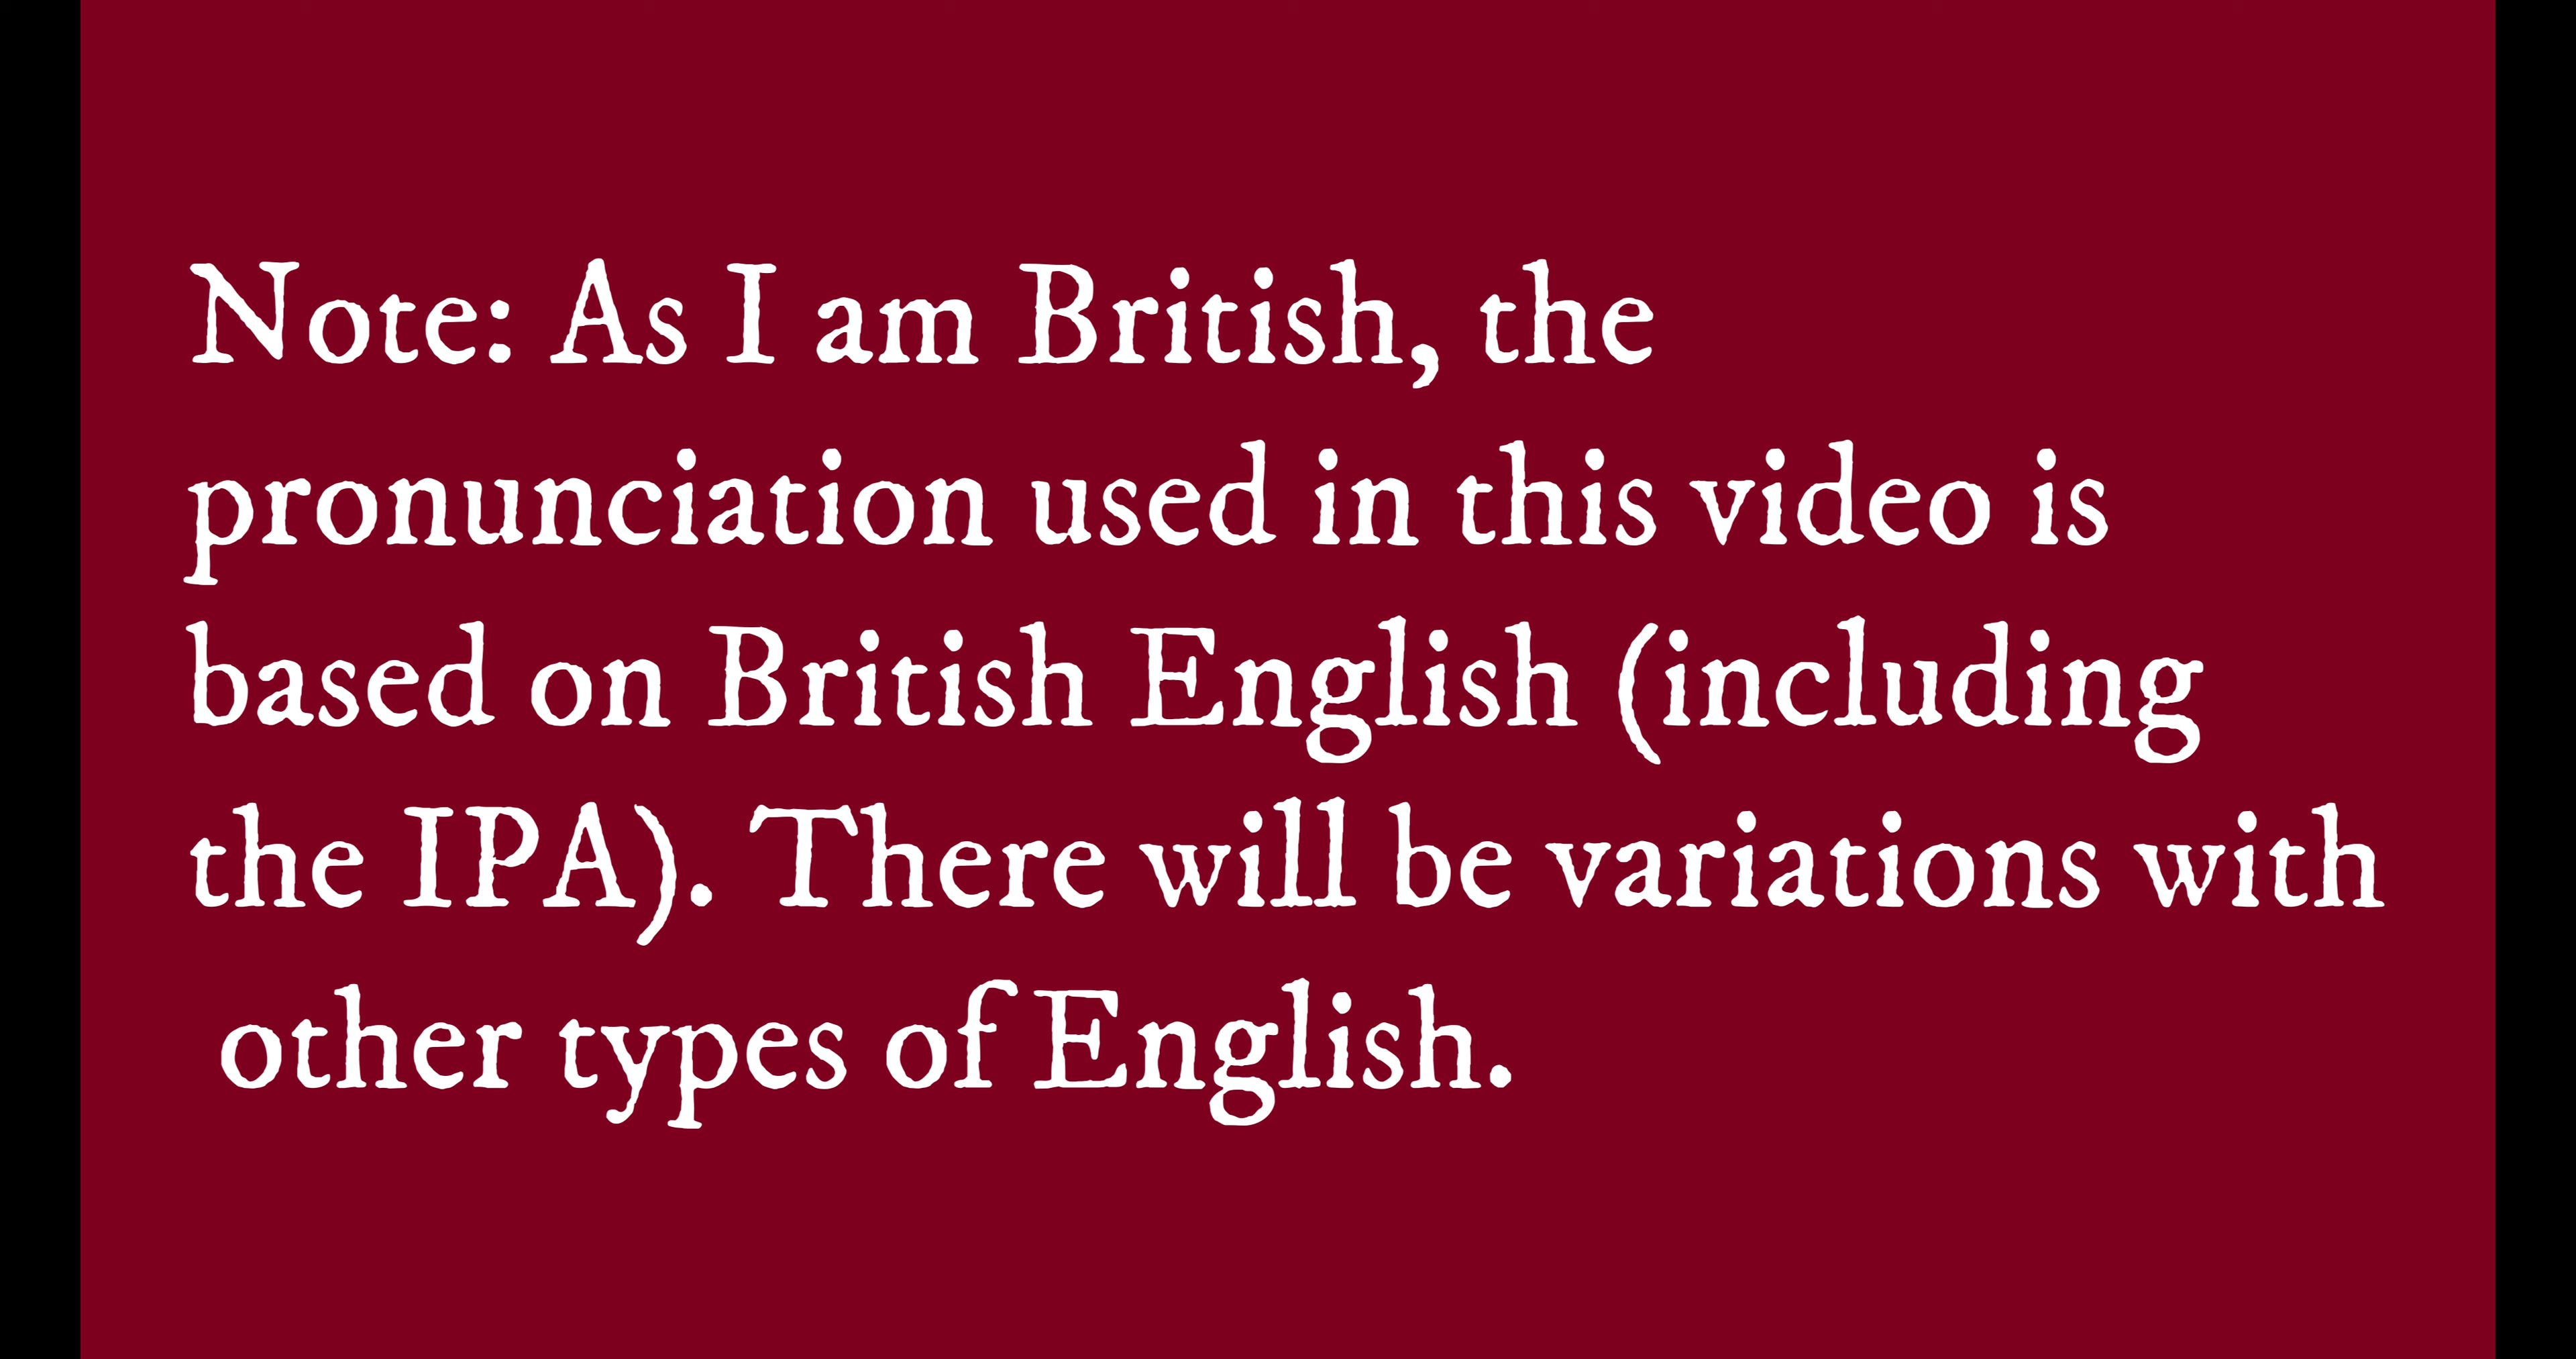 Note: As I am British, the
pronunciation used in this video is
based on British English (including
the IPA). There will be variations with
other types of English.